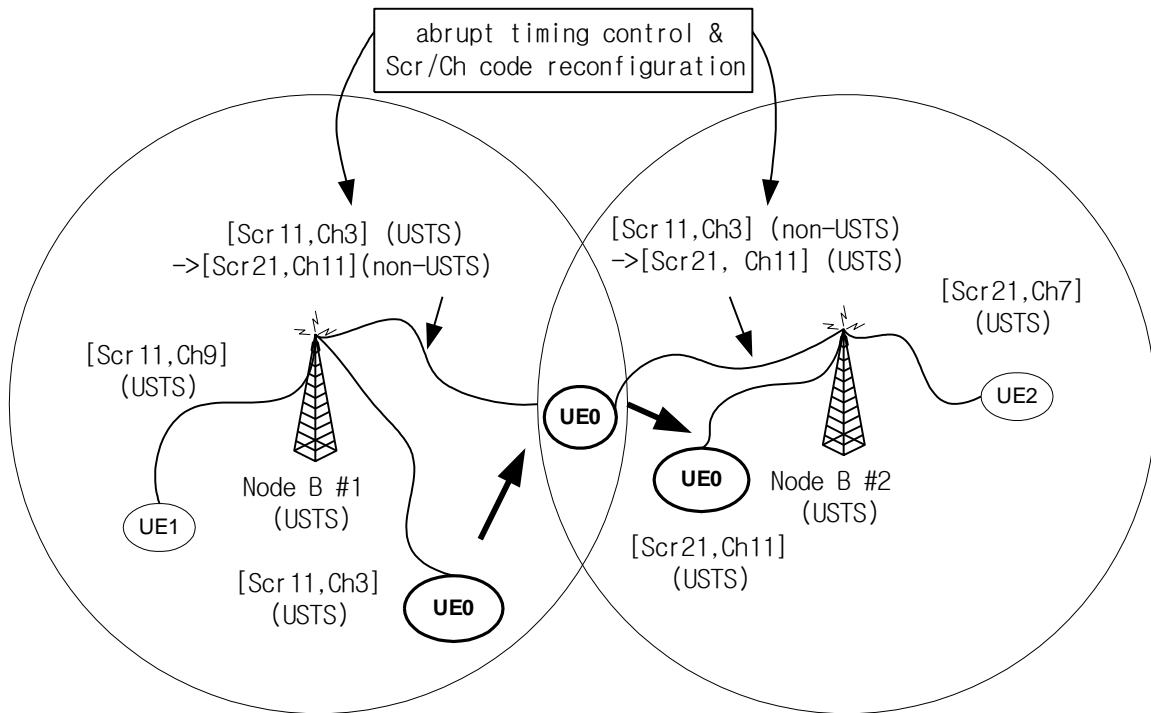 abrupt timing control &
Scr/Ch code reconfiguration
[Scr11,Ch3] (USTS)
->[Scr21,Ch11](non-USTS)
[Scr11,Ch3] (non-USTS)
->[Scr21, Ch11] (USTS)
[Scr21,Ch7]
(USTS)
[Scr11,Ch9]
(USTS)
UE0
UE2
UE0
Node B #1
(USTS)
Node B #2
(USTS)
UE1
[Scr21,Ch11]
(USTS)
[Scr11,Ch3]
(USTS)
UE0